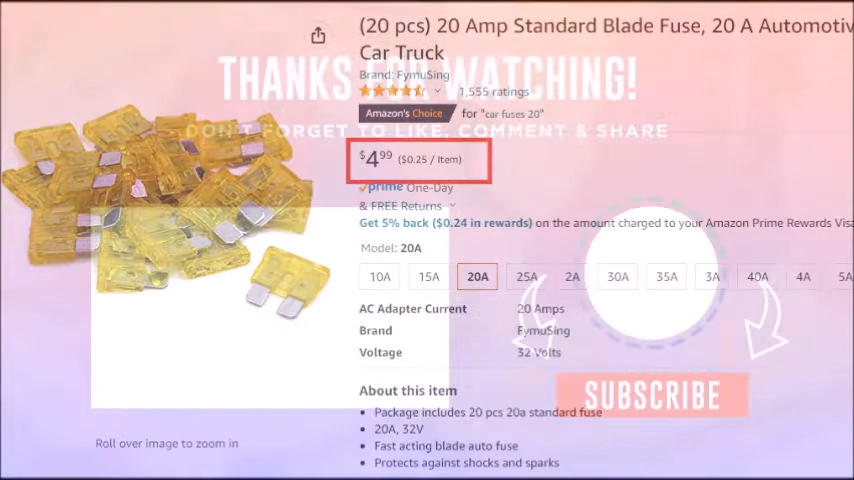 (20 pcs) 20 Amp Standard Blade Fuse, 20 A Automotiv
Car Truck
THANKS FOR WATCHING!
Brand: FymuSing
1,555 ratings
Amazon's Choice for "car fuses 20"
DON'T FORGET TO LIKE, COMMENT & SHARE
$4.99 ($0.25 / Item)
prime One-Day
& FREE Returns
Get 5% back ($0.24 in rewards) on the amount charged to your Amazon Prime Rewards Visa
Model: 20A
10A 15A 20A 25A 2A 30A 35A 3A 40A 4A 5A
AC Adapter Current 20 Amps
Brand FymuSing
Voltage 32 Volts
About this item
SUBSCRIBE
• Package includes 20 pcs 20a standard fuse
• 20A, 32V
• Fast acting blade auto fuse
• Protects against shocks and sparks
Roll over image to zoom in